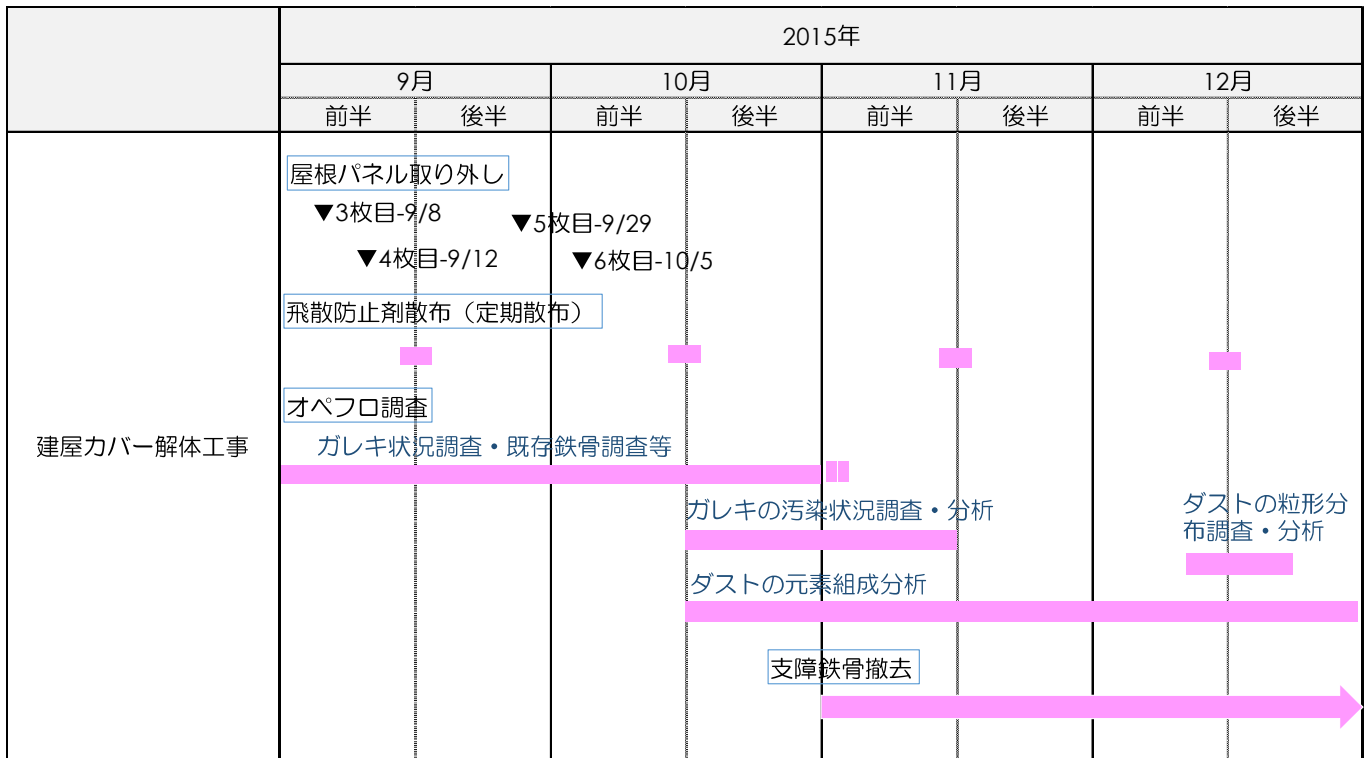 2015年
9月
10月
11月
12月
前半
後半
前半
後半
前半
後半
前半
後半
建屋カバー解体工事
屋根パネル取り外し
▼3枚目-9/8
▼5枚目-9/29
▼4枚目-9/12
▼6枚目-10/5
飛散防止剤散布（定期散布）
オペフロ調査
ガレキ状況調査・既存鉄骨調査等
ガレキの汚染状況調査・分析
ダストの粒形分
布調査・分析
ダストの元素組成分析
支障鉄骨撤去